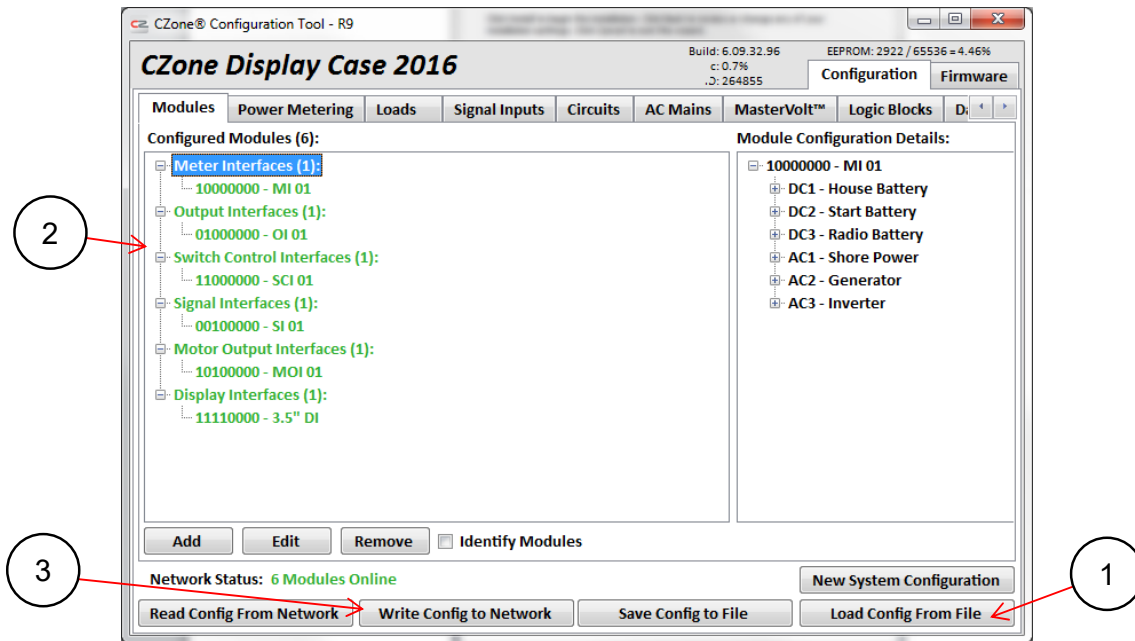 CZ CZone® Configuration Tool - R9
CZone Display Case 2016
Build: 6.09.32.96
c: 0.7%
.D: 264855
EEPROM: 2922 / 65536 = 4.46%
Configuration Firmware
Modules Power Metering Loads Signal Inputs Circuits AC Mains MasterVolt™ Logic Blocks Da
Configured Modules (6):
Meter Interfaces (1):
10000000 - MI 01
Output Interfaces (1):
01000000 - OI 01
Switch Control Interfaces (1):
11000000 - SCI 01
Signal Interfaces (1):
00100000 - SI 01
Motor Output Interfaces (1):
10100000 - MOI 01
Display Interfaces (1):
11110000 - 3.5" DI
Module Configuration Details:
10000000 - MI 01
DC1 - House Battery
DC2 - Start Battery
DC3 - Radio Battery
AC1 - Shore Power
AC2 - Generator
AC3 - Inverter
2
Add Edit Remove Identify Modules
3
Network Status: 6 Modules Online
New System Configuration
1
Read Config From Network Write Config to Network Save Config to File Load Config From File